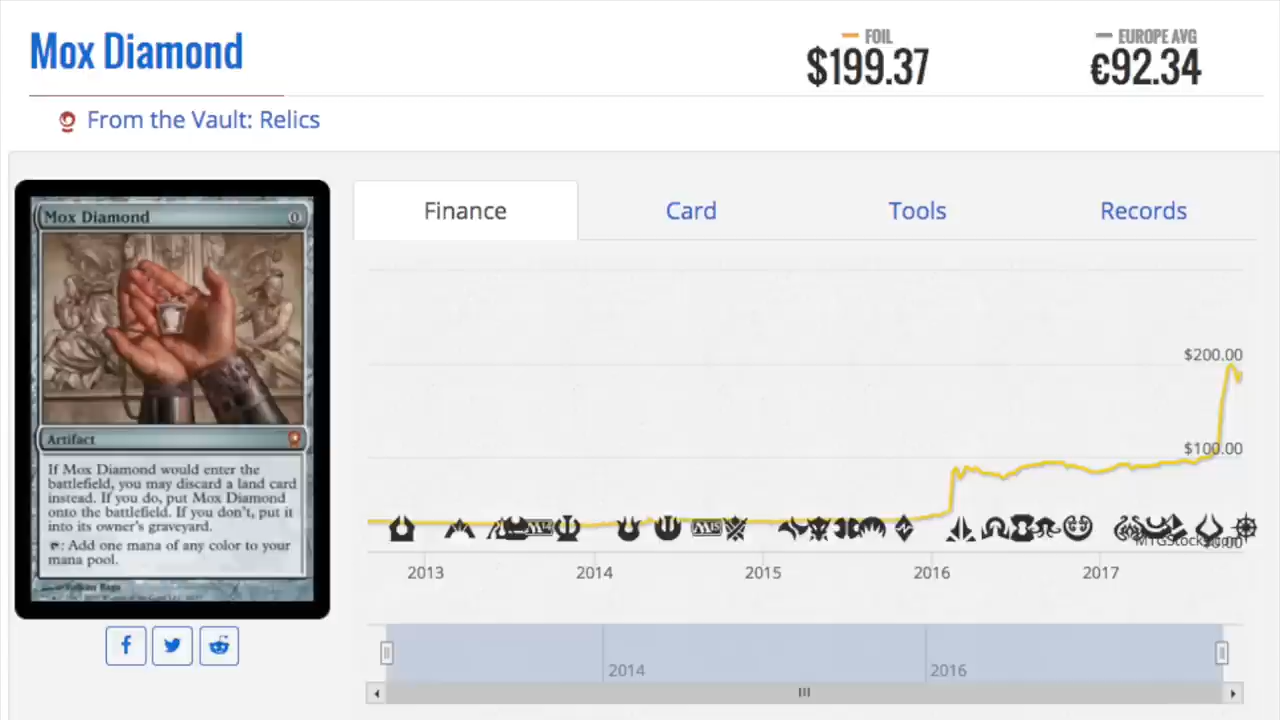 Mox Diamond
FOIL
$199.37
EUROPE AVG
€92.34
From the Vault: Relics
Finance
Card
Tools
Records
Mox Diamond
0
Artifact
If Mox Diamond would enter the
battlefield, you may discard a land card
instead. If you do, put Mox Diamond
onto the battlefield. If you don't, put it
into its owner's graveyard.
: Add one mana of any color to your
mana pool.
$200.00
$100.00
M14
M15
2013
2014
2015
2016
2017
2014
2016